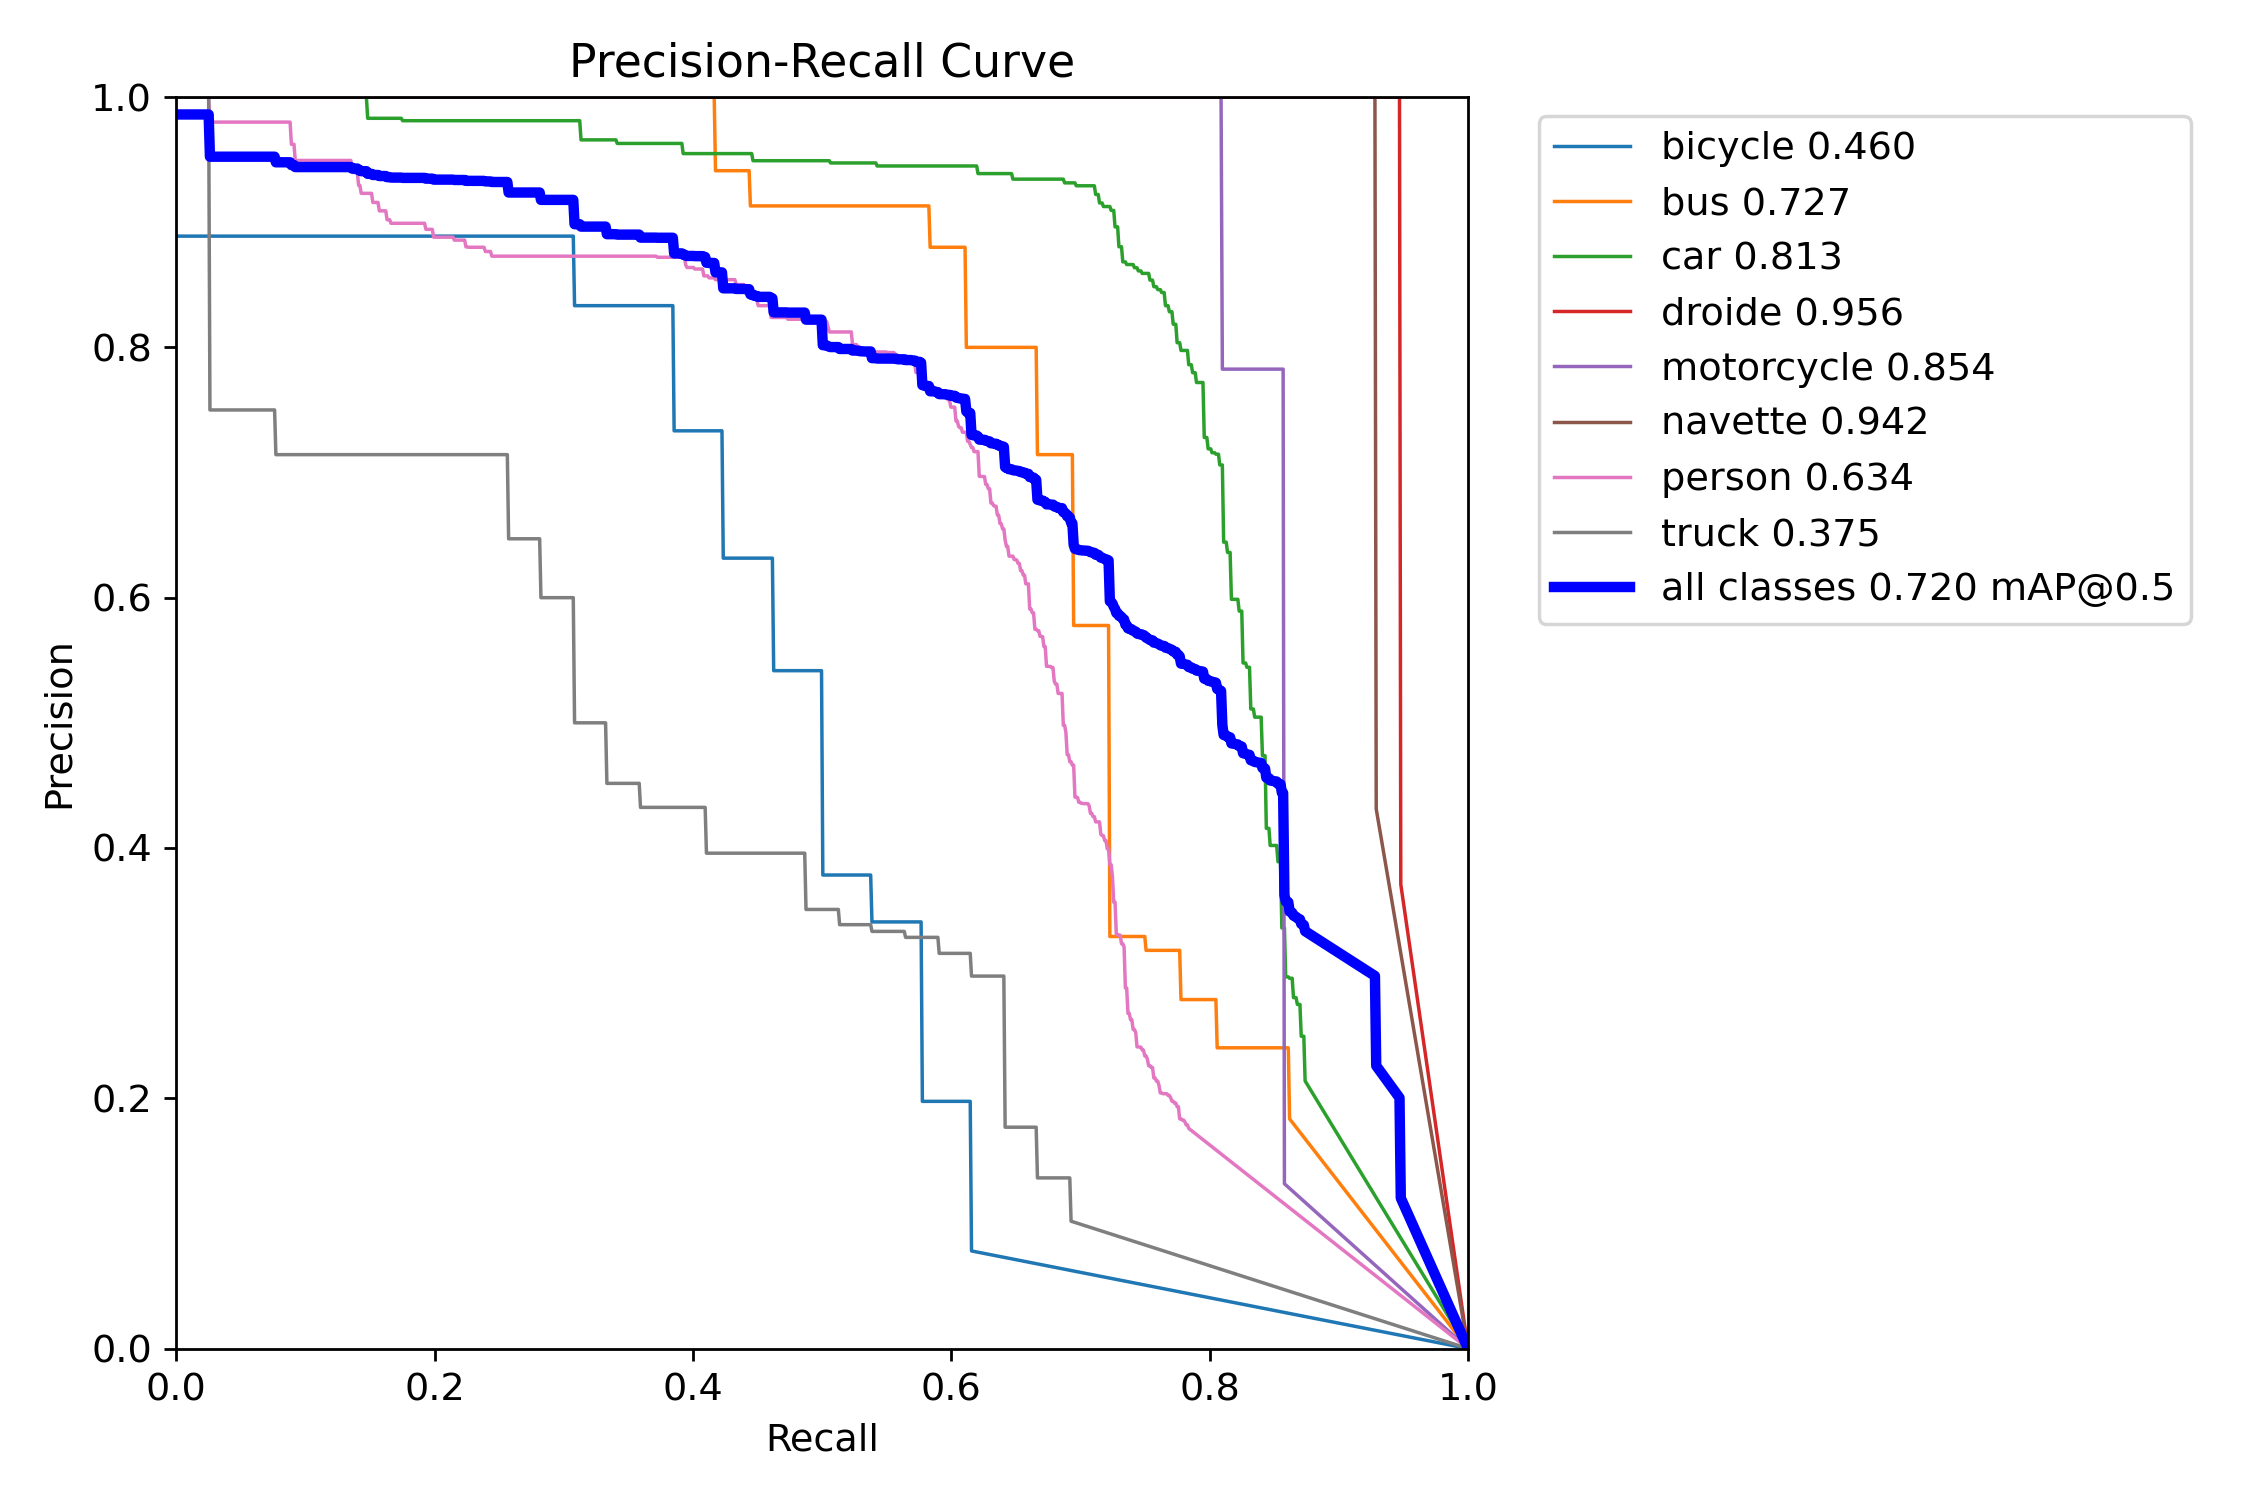 Precision-Recall Curve
1.0
0.8
0.6
0.4
0.2
0.0
Precision
0.0 0.2 0.4 0.6 0.8 1.0
Recall
bicycle 0.460
bus 0.727
car 0.813
droide 0.956
motorcycle 0.854
navette 0.942
person 0.634
truck 0.375
all classes 0.720 mAP@0.5